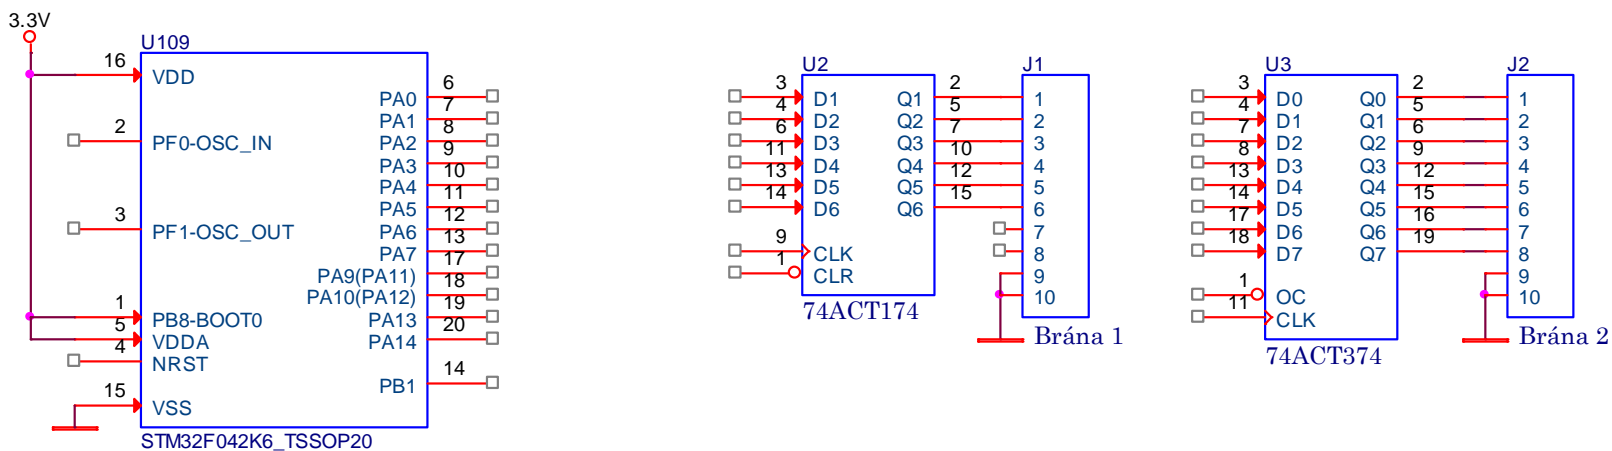 3.3V
U109
16 VDD
2 PF0-OSC_IN
3 PF1-OSC_OUT
1 PB8-BOOT0
5 VDDA
4 NRST
15 VSS
PA0 6
PA1 7
PA2 8
PA3 9
PA4 10
PA5 11
PA6 12
PA7 13
PA9(PA11) 17
PA10(PA12) 18
PA13 19
PA14 20
PB1 14
STM32F042K6_TSSOP20
U2
3 D1 Q1 2
4 D2 Q2 5
6 D3 Q3 7
11 D4 Q4 10
13 D5 Q5 12
14 D6 Q6 15
9 CLK
1 CLR
74ACT174
J1
1
2
3
4
5
6
7
8
9
10
Brána 1
U3
3 D0 Q0 2
4 D1 Q1 5
7 D2 Q2 6
8 D3 Q3 9
13 D4 Q4 12
14 D5 Q5 15
17 D6 Q6 16
18 D7 Q7 19
1 OC
11 CLK
74ACT374
J2
1
2
3
4
5
6
7
8
9
10
Brána 2